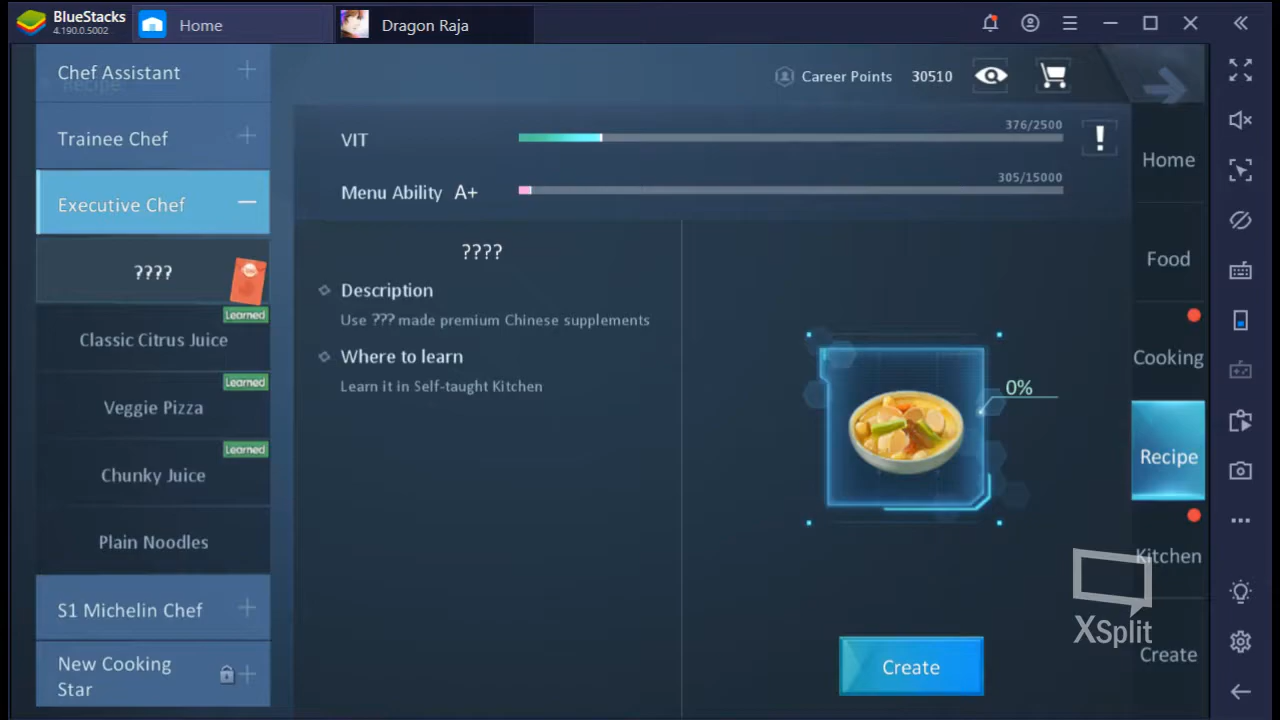 BlueStacks
4.190.0.5002
Home
Dragon Raja
Chef Assistant
Recipe
Trainee Chef
Executive Chef
????
Learned
Classic Citrus Juice
Learned
Veggie Pizza
Learned
Chunky Juice
Plain Noodles
S1 Michelin Chef
New Cooking
Star
Career Points 30510
VIT
376/2500
!
Menu Ability A+
305/15000
????
Description
Use ??? made premium Chinese supplements
Where to learn
Learn it in Self-taught Kitchen
0%
Create
Home
Food
Cooking
Recipe
Kitchen
XSplit
Create